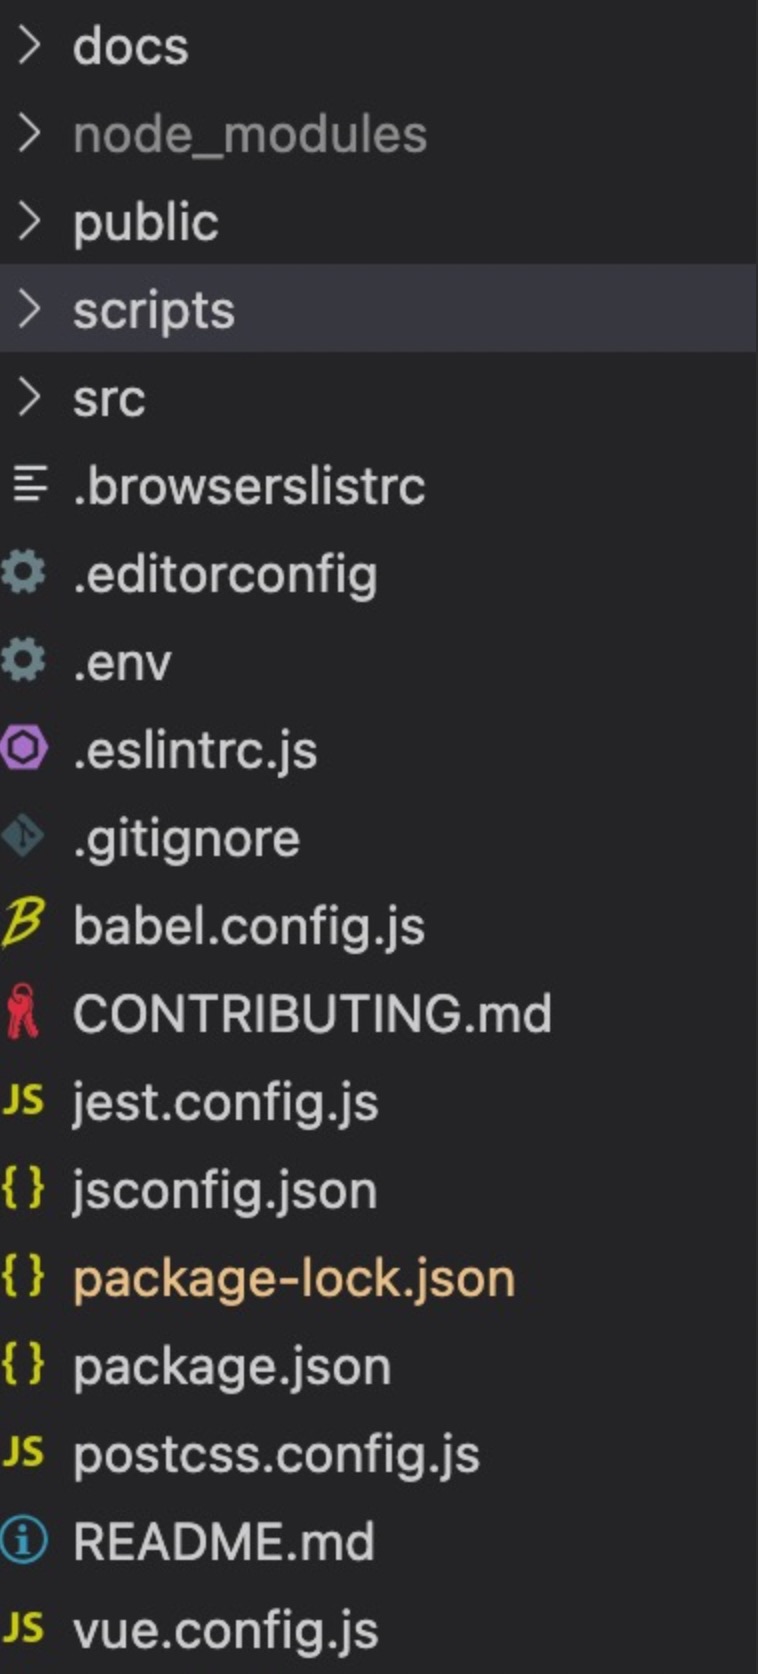 docs
node_modules
public
scripts
src
.browserslistrc
.editorconfig
.env
.eslintrc.js
.gitignore
babel.config.js
CONTRIBUTING.md
JS jest.config.js
{} jsconfig.json
{} package-lock.json
{} package.json
JS postcss.config.js
README.md
JS vue.config.js